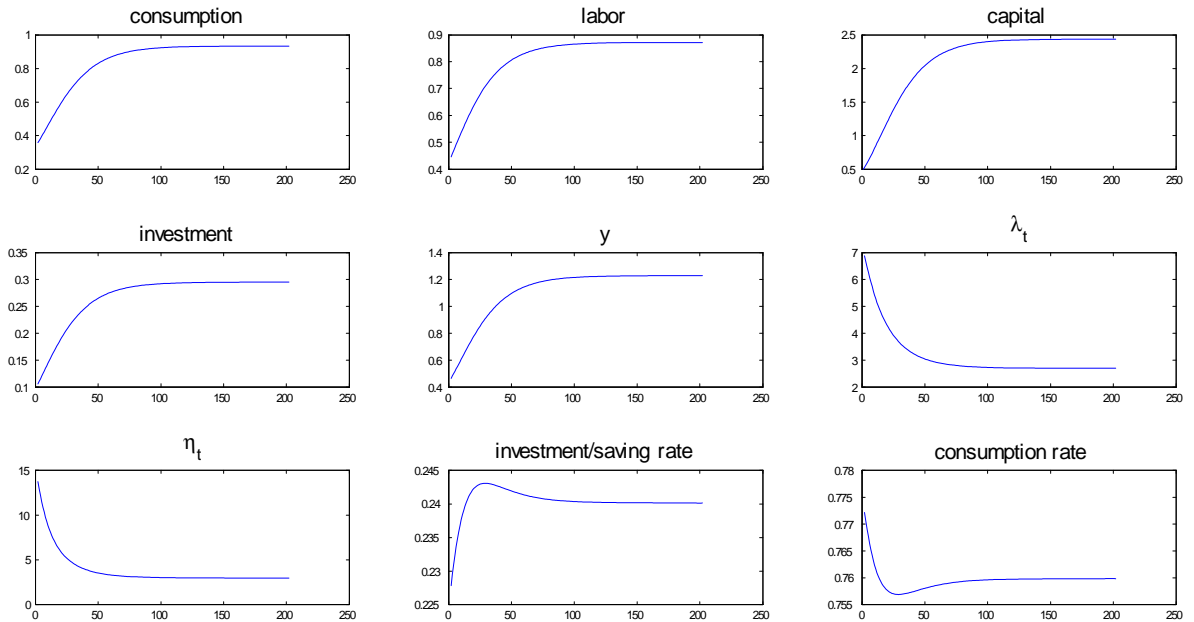 consumption
labor
capital
1
0.8
0.6
0.4
0.2
0 50 100 150 200 250
0.9
0.8
0.7
0.6
0.5
0.4
0 50 100 150 200 250
2.5
2
1.5
1
0.5
0 50 100 150 200 250
investment
y
λt
0.35
0.3
0.25
0.2
0.15
0.1
0 50 100 150 200 250
1.4
1.2
1
0.8
0.6
0.4
0 50 100 150 200 250
7
6
5
4
3
2
0 50 100 150 200 250
ηt
investment/saving rate
consumption rate
15
10
5
0
0 50 100 150 200 250
0.245
0.24
0.235
0.23
0.225
0 50 100 150 200 250
0.78
0.775
0.77
0.765
0.76
0.755
0 50 100 150 200 250